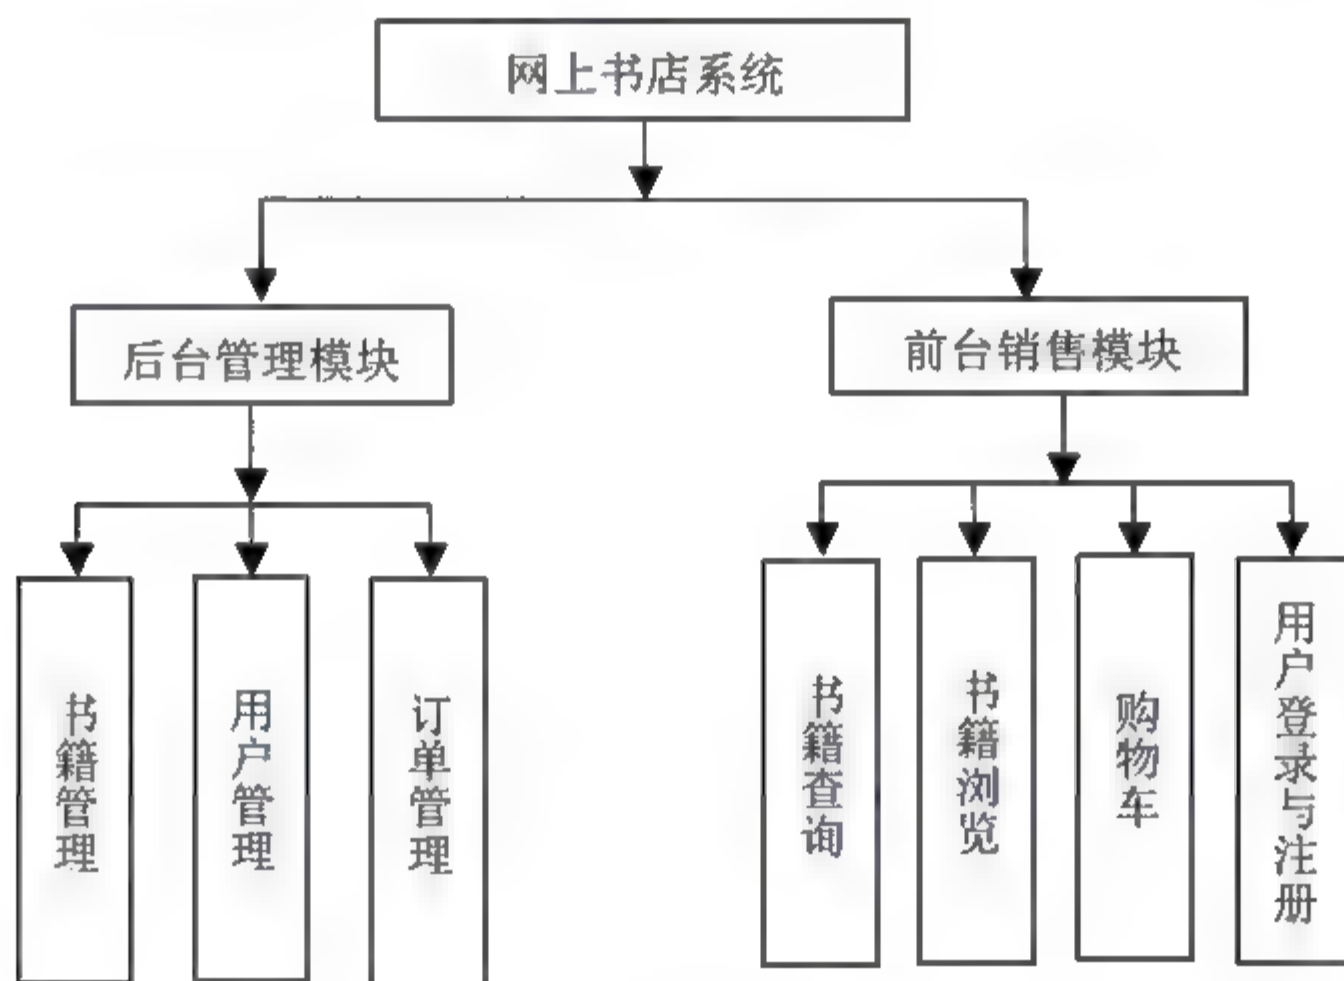 网上书店系统
后台管理模块
前台销售模块
书籍管理
用户管理
订单管理
书籍查询
书籍浏览
购物车
用户登录与注册